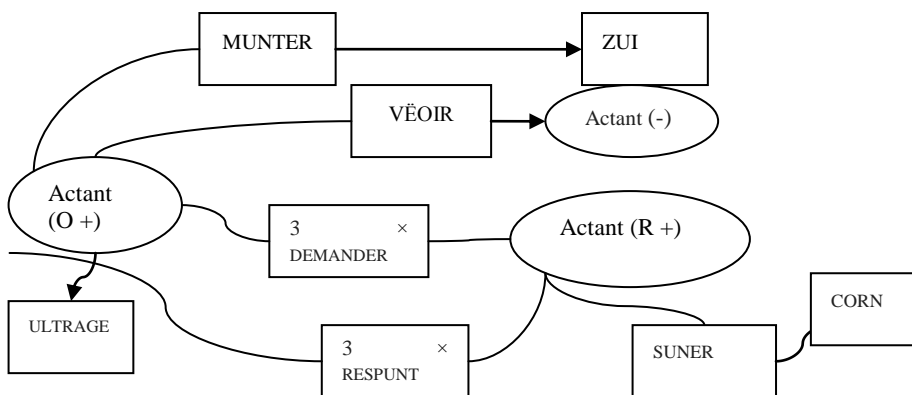 MUNTER
ZUI
VËOIR
Actant (-)
Actant
(O +)
3 ×
DEMANDER
Actant (R +)
ULTRAGE
3 ×
RESPUNT
SUNER
CORN